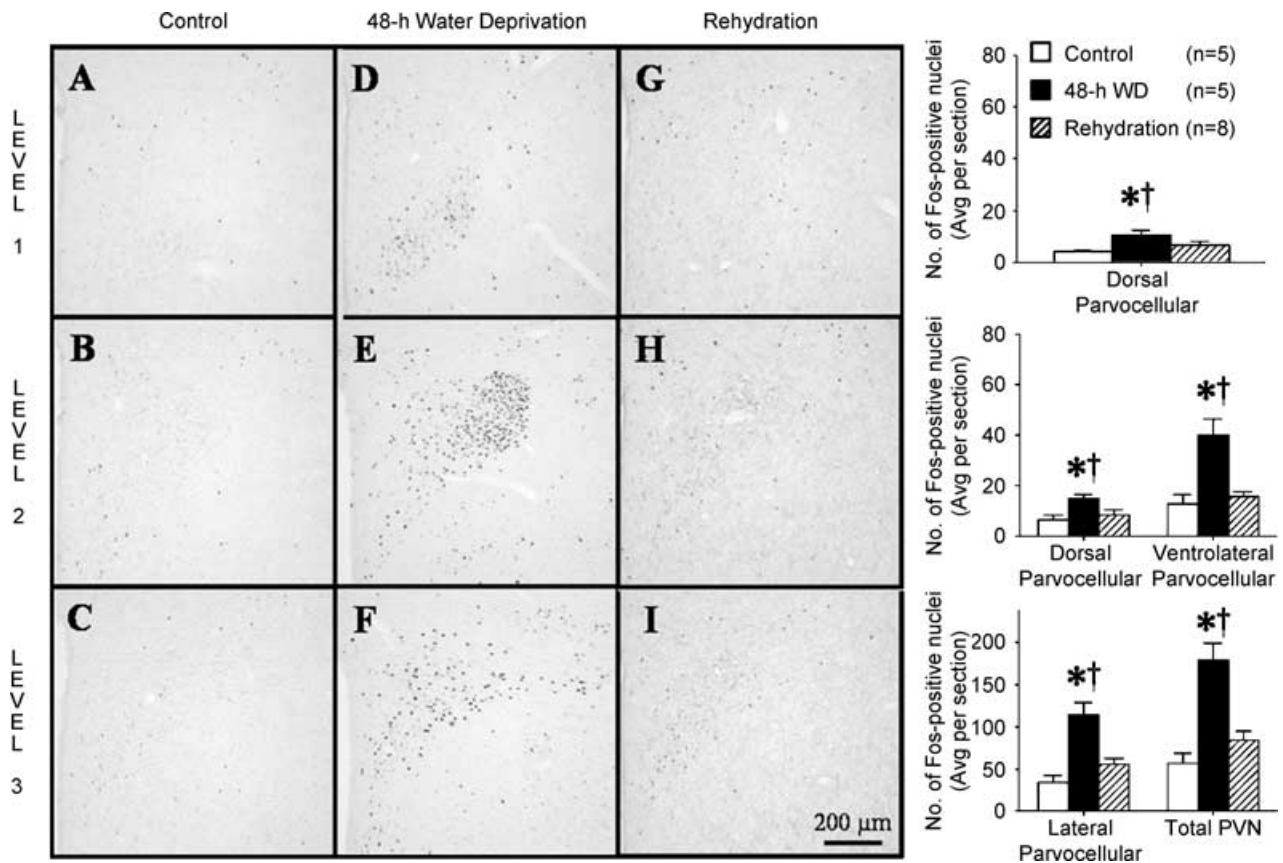 Control
48-h Water Deprivation
Rehydration
LEVEL 1
A
D
G
LEVEL 2
B
E
H
LEVEL 3
C
F
I
200 µm
No. of Fos-positive nuclei
(Avg per section)
80
60
40
20
0
Control (n=5)
48-h WD (n=5)
Rehydration (n=8)
*†
Dorsal
Parvocellular
No. of Fos-positive nuclei
(Avg per section)
80
60
40
20
0
*†
*†
Dorsal
Parvocellular
Ventrolateral
Parvocellular
No. of Fos-positive nuclei
(Avg per section)
200
150
100
50
0
*†
*†
Lateral
Parvocellular
Total PVN